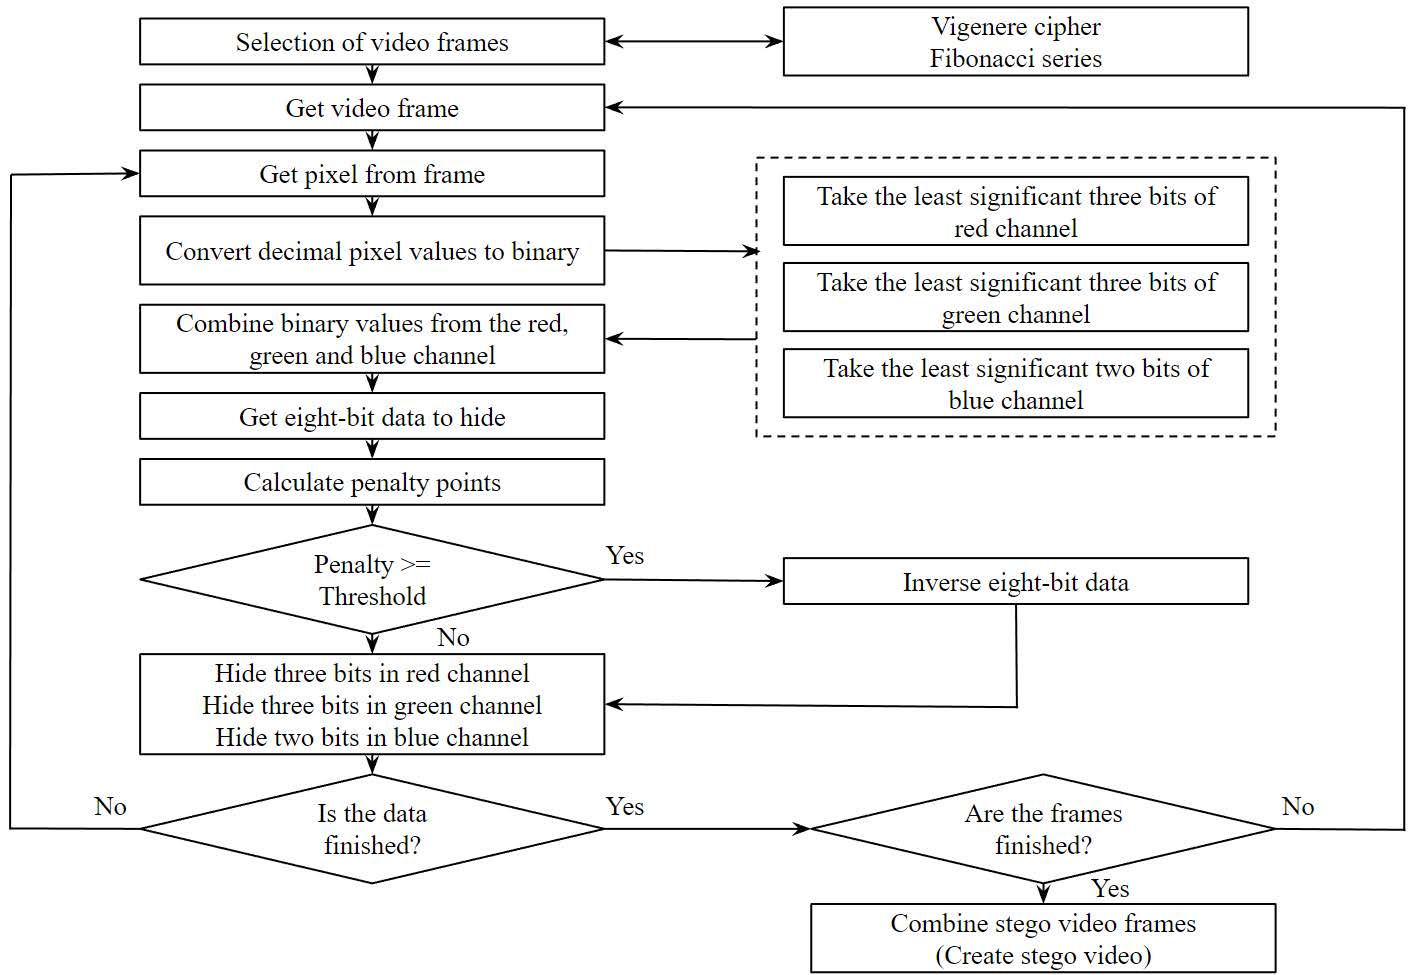 Selection of video frames
Vigenere cipher
Fibonacci series
Get video frame
Get pixel from frame
Convert decimal pixel values to binary
Take the least significant three bits of
red channel
Take the least significant three bits of
green channel
Take the least significant two bits of
blue channel
Combine binary values from the red,
green and blue channel
Get eight-bit data to hide
Calculate penalty points
Penalty >=
Threshold
Yes
Inverse eight-bit data
No
Hide three bits in red channel
Hide three bits in green channel
Hide two bits in blue channel
No
Is the data
finished?
Yes
Are the frames
finished?
No
Yes
Combine stego video frames
(Create stego video)